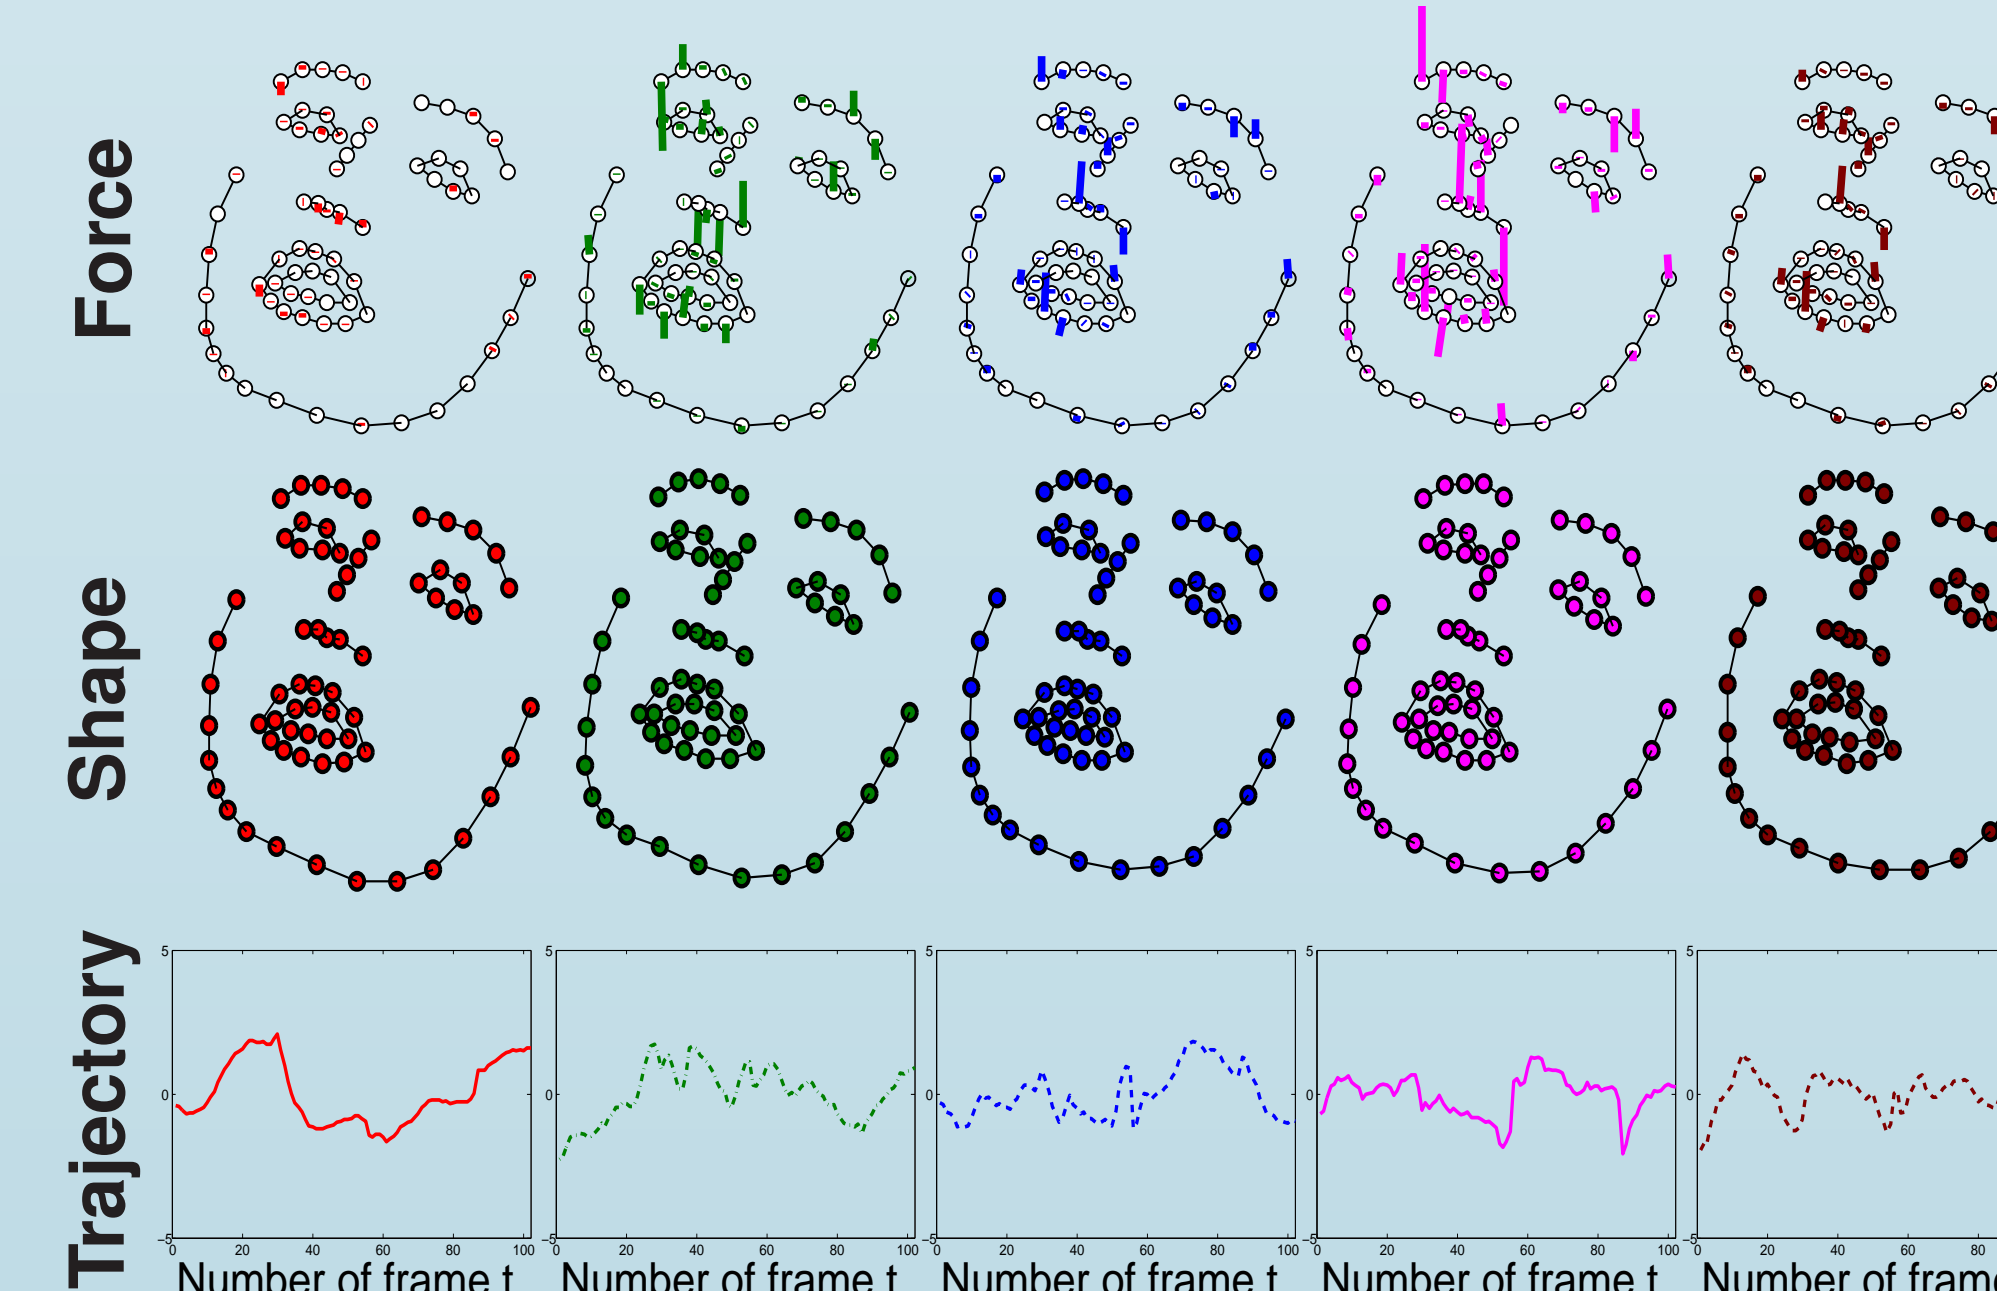 Force
Shape
Trajectory
5 5 5 5 5
0 0 0 0 0
−5 −5 −5 −5 −5
0 20 40 60 80 100 0 20 40 60 80 100 0 20 40 60 80 100 0 20 40 60 80 100 0 20 40 60 80
Number of frame t Number of frame t Number of frame t Number of frame t Number of frame